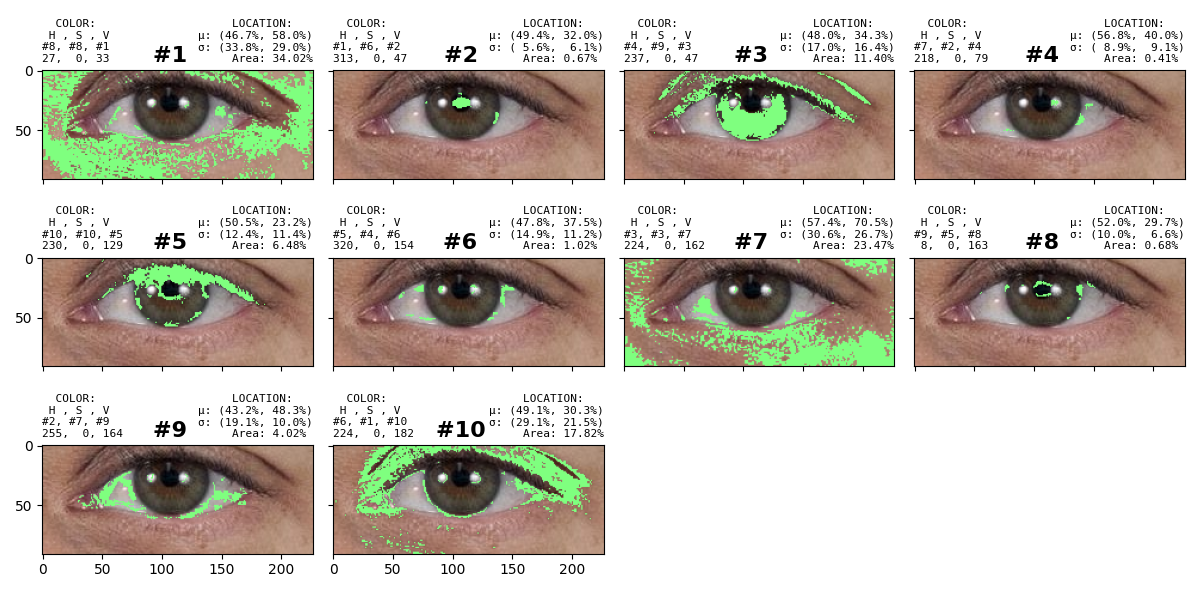 COLOR: LOCATION:
H , S , V μ: (46.7%, 58.0%)
#8, #8, #1 σ: (33.8%, 29.0%)
27, 0, 33 #1 Area: 34.02%
COLOR: LOCATION:
H , S , V μ: (49.4%, 32.0%)
#1, #6, #2 σ: ( 5.6%, 6.1%)
313, 0, 47 #2 Area: 0.67%
COLOR: LOCATION:
H , S , V μ: (48.0%, 34.3%)
#4, #9, #3 σ: (17.0%, 16.4%)
237, 0, 47 #3 Area: 11.40%
COLOR: LOCATION:
H , S , V μ: (56.8%, 40.0%)
#7, #2, #4 σ: ( 8.9%, 9.1%)
218, 0, 79 #4 Area: 0.41%
0
50
COLOR: LOCATION:
H , S , V μ: (50.5%, 23.2%)
#10, #10, #5 σ: (12.4%, 11.4%)
230, 0, 129 #5 Area: 6.48%
COLOR: LOCATION:
H , S , V μ: (47.8%, 37.5%)
#5, #4, #6 σ: (14.9%, 11.2%)
320, 0, 154 #6 Area: 1.02%
COLOR: LOCATION:
H , S , V μ: (57.4%, 70.5%)
#3, #3, #7 σ: (30.6%, 26.7%)
224, 0, 162 #7 Area: 23.47%
COLOR: LOCATION:
H , S , V μ: (52.0%, 29.7%)
#9, #5, #8 σ: (10.0%, 6.6%)
8, 0, 163 #8 Area: 0.68%
0
50
COLOR: LOCATION:
H , S , V μ: (43.2%, 48.3%)
#2, #7, #9 σ: (19.1%, 10.0%)
255, 0, 164 #9 Area: 4.02%
COLOR: LOCATION:
H , S , V μ: (49.1%, 30.3%)
#6, #1, #10 σ: (29.1%, 21.5%)
224, 0, 182 #10 Area: 17.82%
0
50
0 50 100 150 200
0 50 100 150 200